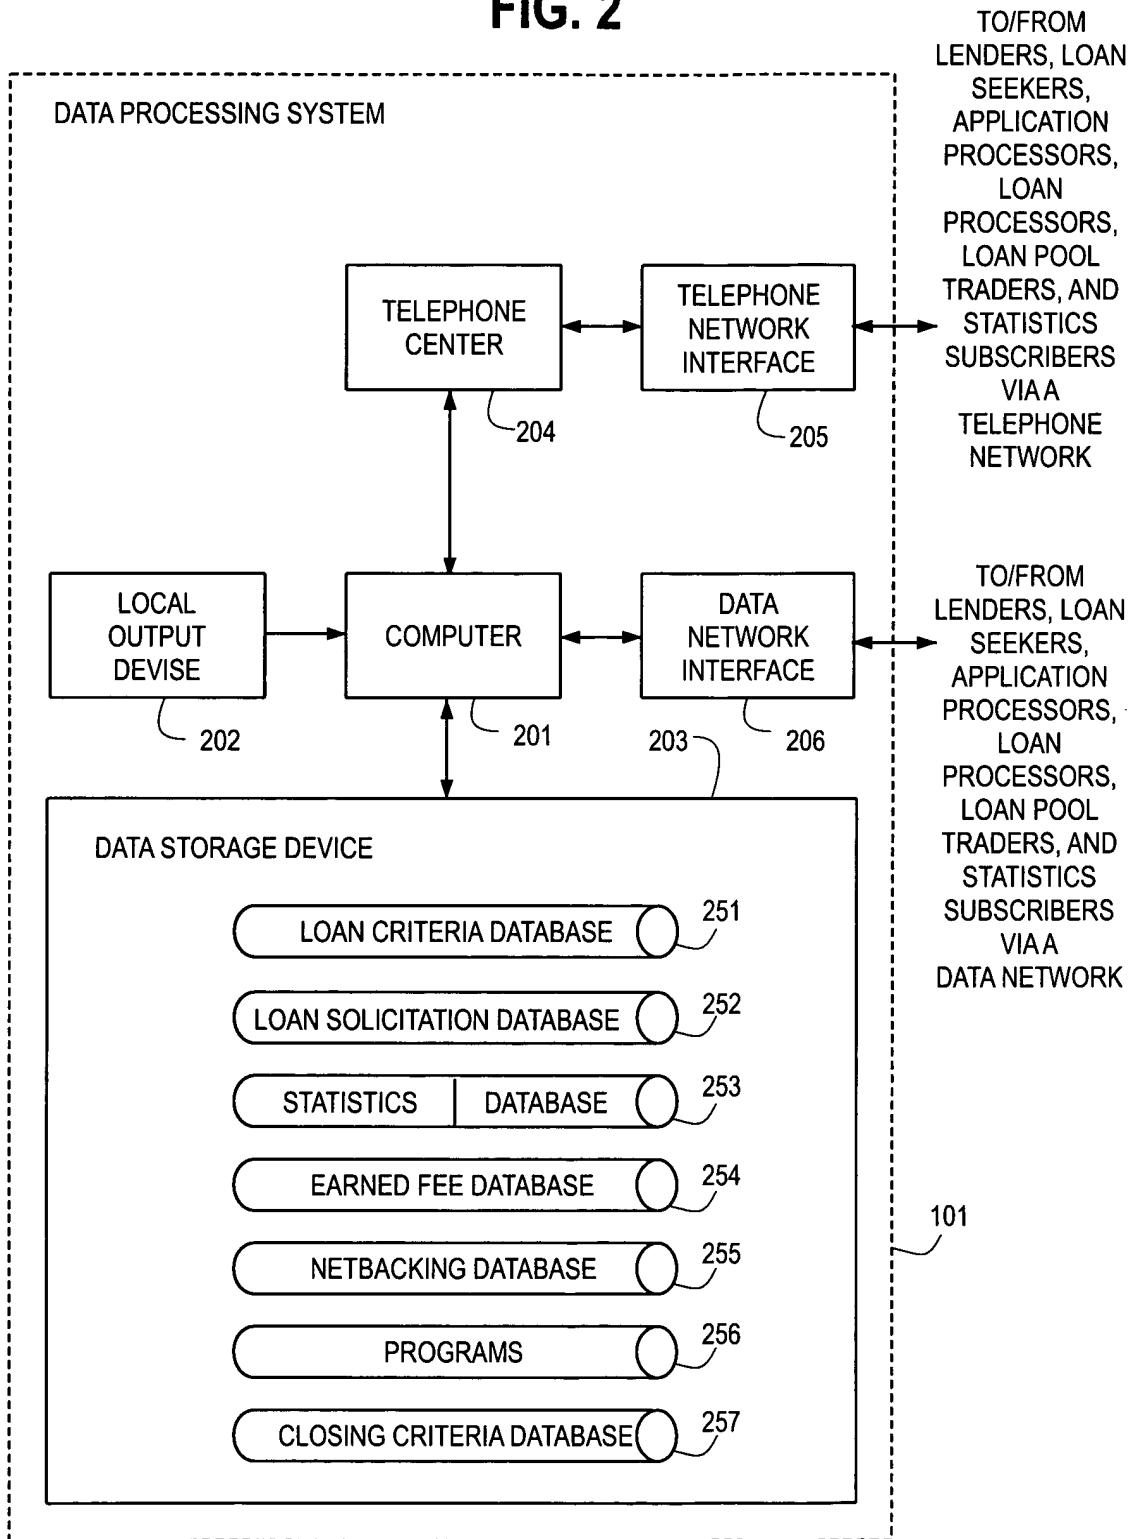 FIG. 2
DATA PROCESSING SYSTEM
TO/FROM
LENDERS, LOAN
SEEKERS,
APPLICATION
PROCESSORS,
LOAN
PROCESSORS,
LOAN POOL
TRADERS, AND
STATISTICS
SUBSCRIBERS
VIA A
TELEPHONE
NETWORK
TELEPHONE
CENTER
204
TELEPHONE
NETWORK
INTERFACE
205
LOCAL
OUTPUT
DEVISE
202
COMPUTER
201
DATA
NETWORK
INTERFACE
206
203
TO/FROM
LENDERS, LOAN
SEEKERS,
APPLICATION
PROCESSORS,
LOAN
PROCESSORS,
LOAN POOL
TRADERS, AND
STATISTICS
SUBSCRIBERS
VIA A
DATA NETWORK
DATA STORAGE DEVICE
LOAN CRITERIA DATABASE
251
LOAN SOLICITATION DATABASE
252
STATISTICS DATABASE
253
EARNED FEE DATABASE
254
NETBACKING DATABASE
255
PROGRAMS
256
CLOSING CRITERIA DATABASE
257
101